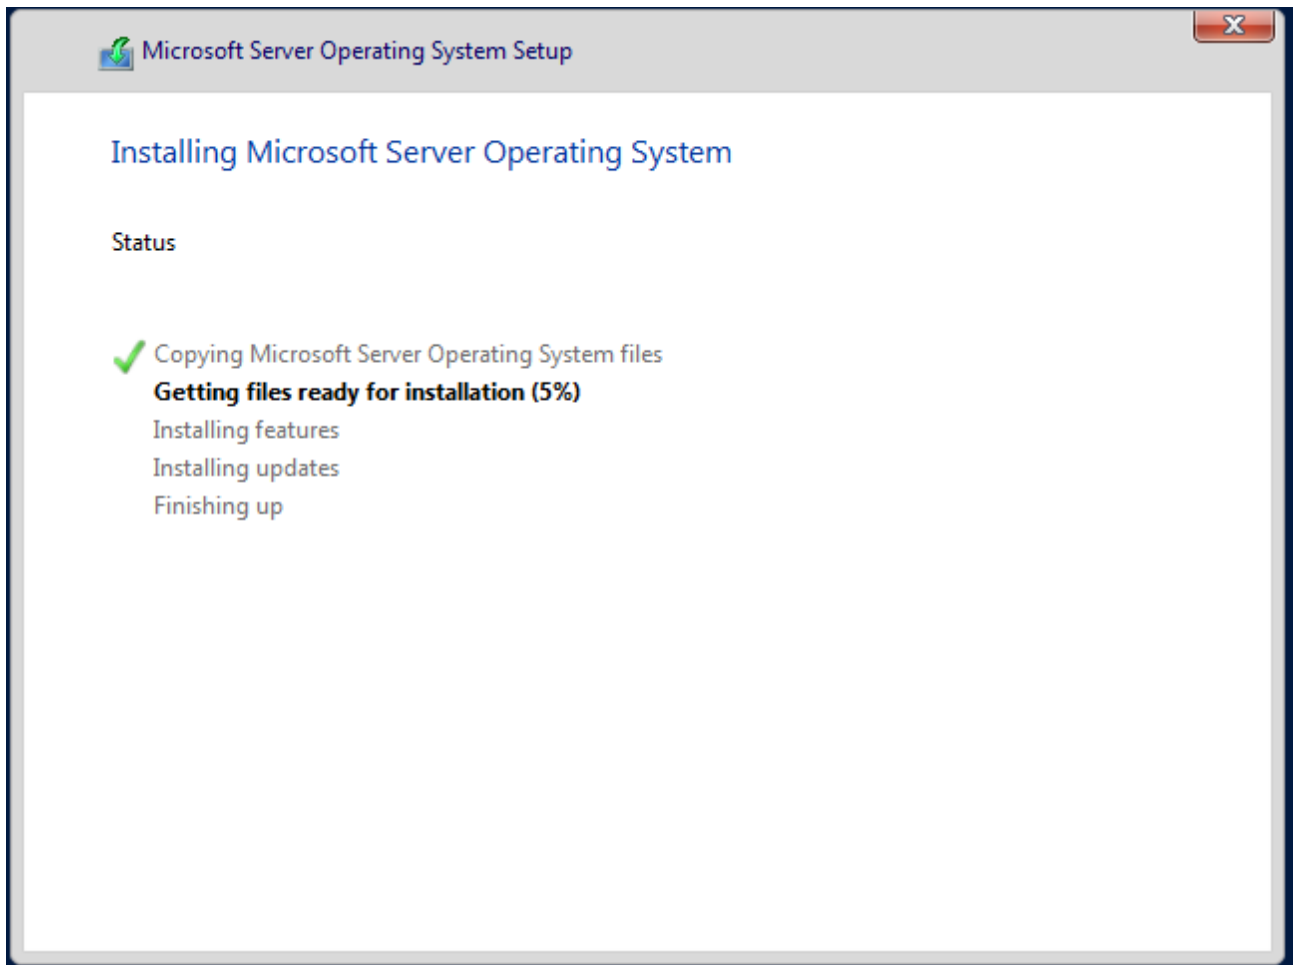 Microsoft Server Operating System Setup
Installing Microsoft Server Operating System
Status
Copying Microsoft Server Operating System files
Getting files ready for installation (5%)
Installing features
Installing updates
Finishing up